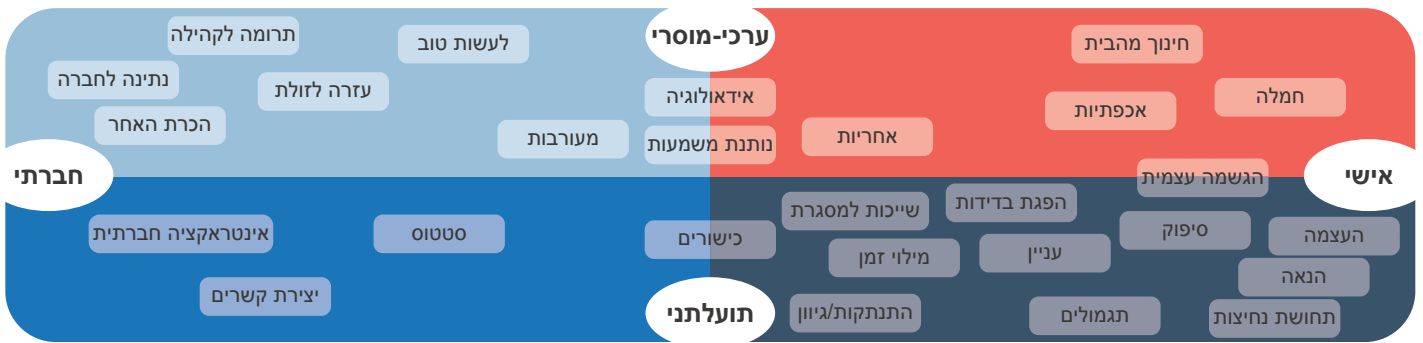 ערכי-מוסרי
חינוך מהבית
לעשות טוב
תרומה לקהילה
חמלה
אכפתיות
אידאולוגיה
עזרה לזולת
נתינה לחברה
אחריות
נותנת משמעות
מעורבות
הכרת האחר
אישי
הגשמה עצמית
חברתי
הפגת בדידות
שייכות למסגרת
העצמה
סיפוק
עניין
מילוי זמן
כישורים
סטטוס
אינטראקציה חברתית
הנאה
יצירת קשרים
תחושת נחיצות
תגמולים
התנתקות/גיוון
תועלתני